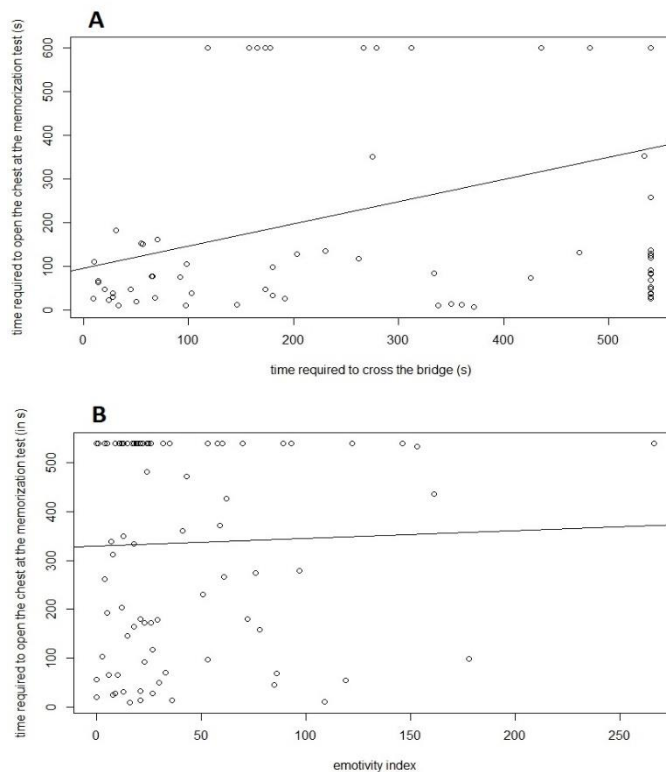 A
time required to open the chest at the memorization test (s)
600
500
400
300
200
100
0
0 100 200 300 400 500
time required to cross the bridge (s)
B
time required to open the chest at the memorization test (in s)
500
400
300
200
100
0
0 50 100 150 200 250
emotivity index